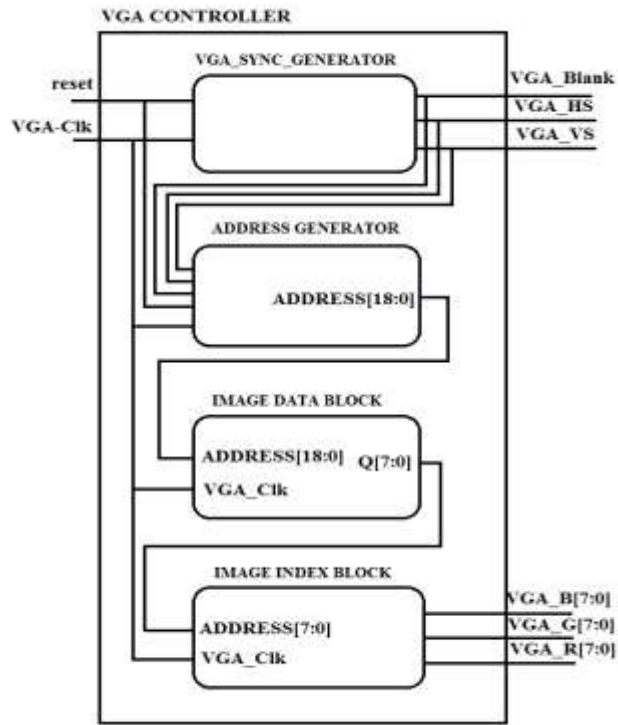 VGA CONTROLLER
VGA_SYNC_GENERATOR
reset
VGA_Blank
VGA_HS
VGA-Clk
VGA_VS
ADDRESS GENERATOR
ADDRESS[18:0]
IMAGE DATA BLOCK
ADDRESS[18:0] Q[7:0]
VGA_Clk
IMAGE INDEX BLOCK
VGA_B[7:0]
ADDRESS[7:0]
VGA_G[7:0]
VGA_Clk
VGA_R[7:0]